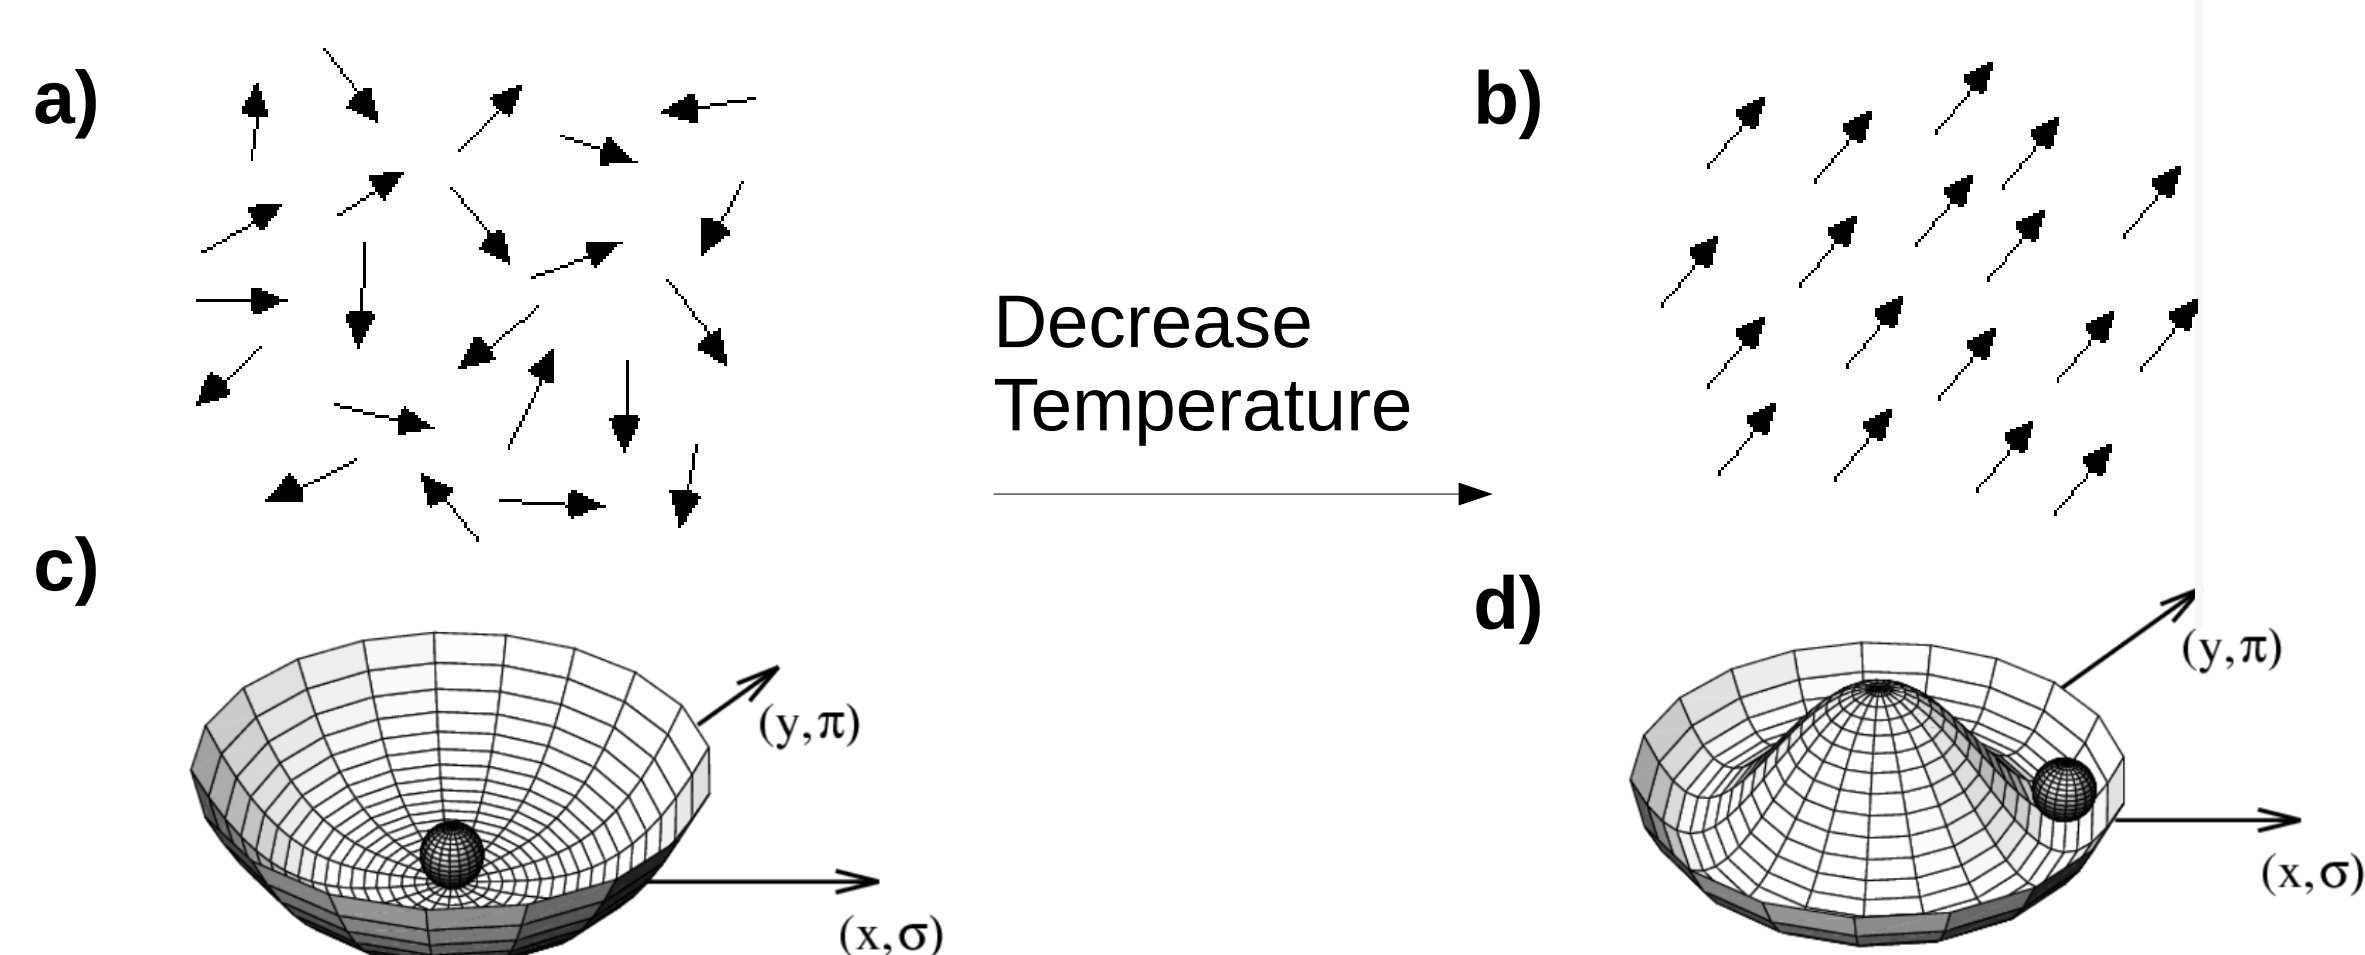 a)
b)
Decrease
Temperature
c)
d)
(y,π)
(x,σ)
(y,π)
(x,σ)